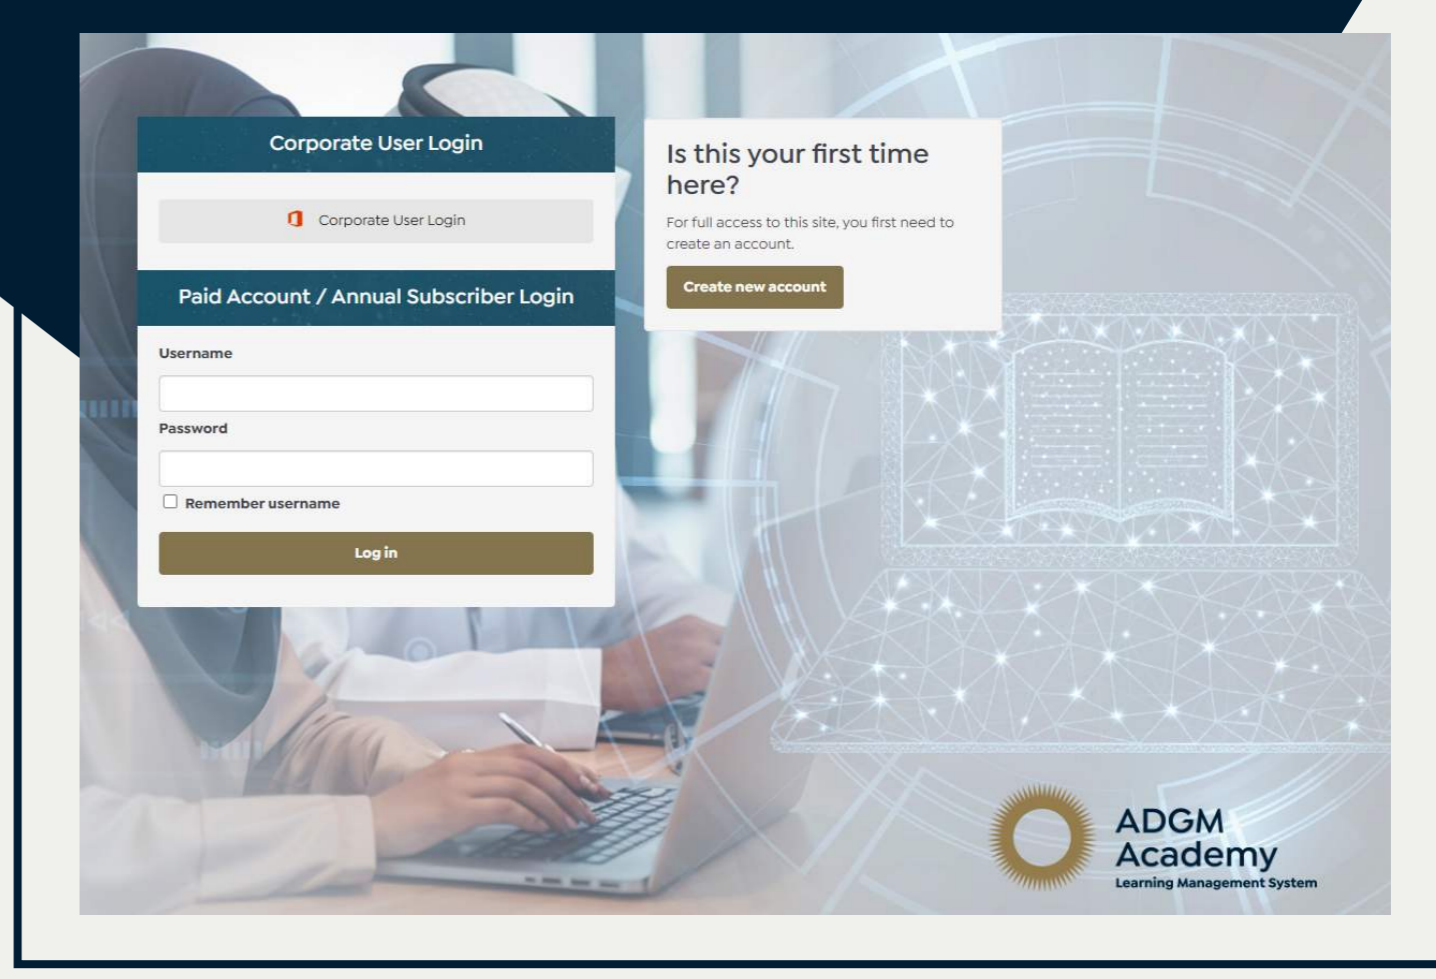 Corporate User Login
Corporate User Login
Paid Account / Annual Subscriber Login
Username
Password
Remember username
Log in
Is this your first time
here?
For full access to this site, you first need to
create an account.
Create new account
ADGM
Academy
Learning Management System